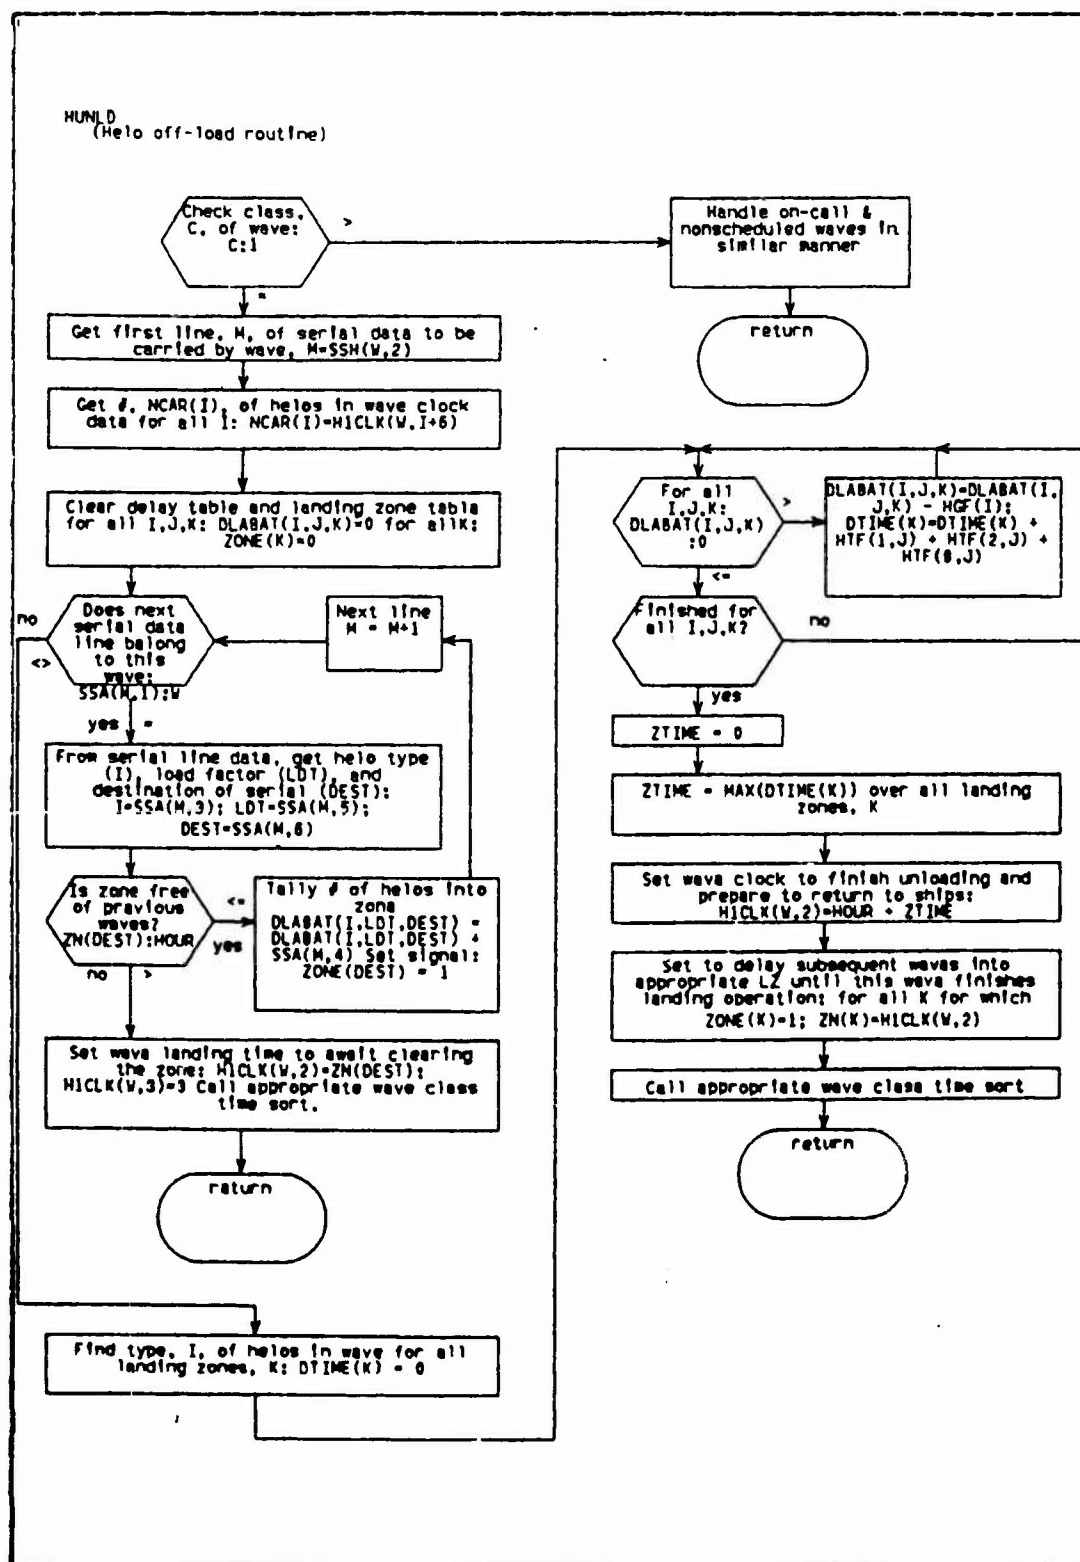 HUNLD
(Helo off-load routine)
Check class,
C, of wave:
C:1
>
=
Handle on-call &
nonscheduled waves in
similar manner
return
Get first line, M, of serial data to be
carried by wave, M=SSH(W,2)
Get #, NCAR(I), of helos in wave clock
data for all I: NCAR(I)=H1CLK(W,I+6)
Clear delay table and landing zone table
for all I,J,K: DLABAT(I,J,K)=0 for allK:
ZONE(K)=0
Does next
serial data
line belong
to this
wave:
SSA(M,1):W
no
<>
yes =
Next line
M = M+1
From serial line data, get helo type
(I), load factor (LDT), and
destination of serial (DEST):
I=SSA(M,3); LDT=SSA(M,5);
DEST=SSA(M,6)
Is zone free
of previous
waves?
ZN(DEST):HOUR
<=
yes
no >
Tally # of helos into
zone
DLABAT(I,LDT,DEST) =
DLABAT(I,LDT,DEST) +
SSA(M,4) Set signal:
ZONE(DEST) = 1
Set wave landing time to await clearing
the zone: H1CLK(W,2)=ZN(DEST);
H1CLK(W,3)=3 Call appropriate wave class
time sort.
return
Find type, I, of helos in wave for all
landing zones, K: DTIME(K) = 0
For all
I,J,K:
DLABAT(I,J,K)
:0
>
<=
DLABAT(I,J,K)=DLABAT(I,
J,K) - HGF(I);
DTIME(K)=DTIME(K) +
HTF(1,J) + HTF(2,J) +
HTF(8,J)
Finished for
all I,J,K?
no
yes
ZTIME = 0
ZTIME = MAX(DTIME(K)) over all landing
zones, K
Set wave clock to finish unloading and
prepare to return to ships:
H1CLK(W,2)=HOUR + ZTIME
Set to delay subsequent waves into
appropriate LZ until this wave finishes
landing operation: for all K for which
ZONE(K)=1; ZN(K)=H1CLK(W,2)
Call appropriate wave class time sort
return